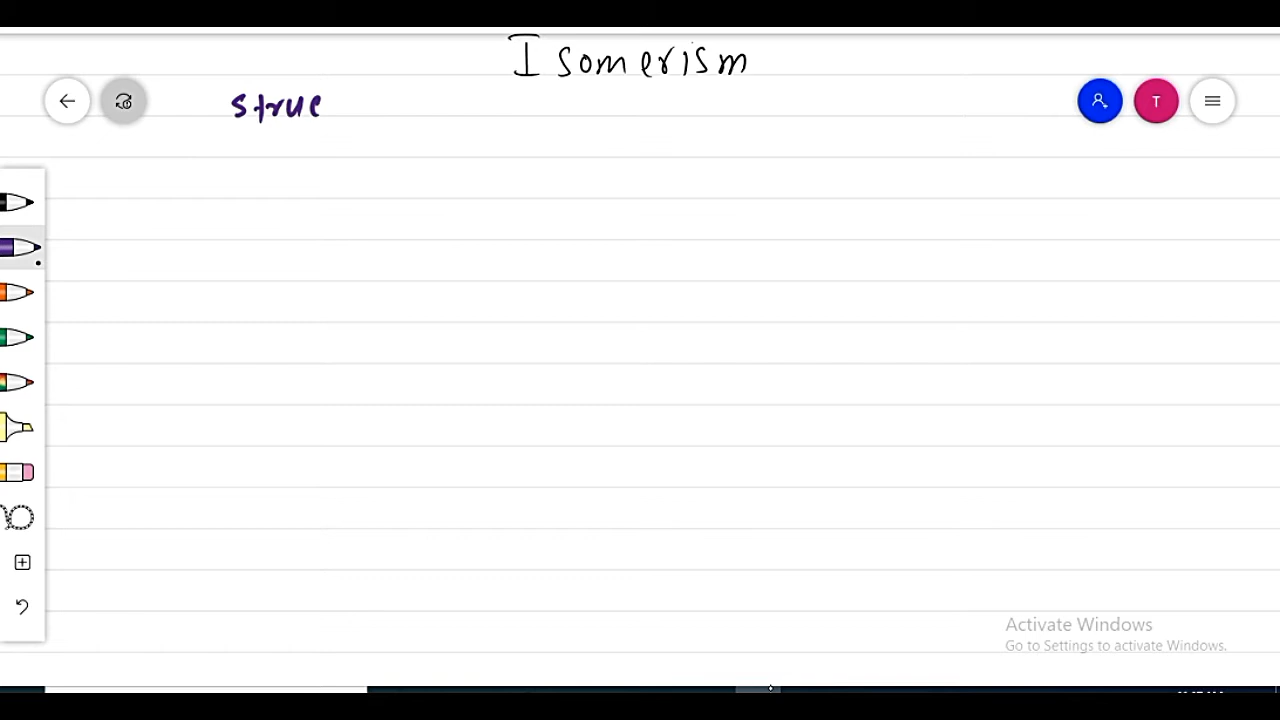 Isomerism
struc
T
Activate Windows
Go to Settings to activate Windows.